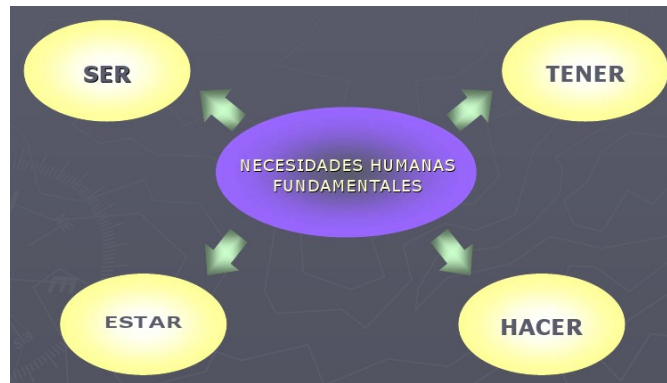 SER
TENER
NECESIDADES HUMANAS
FUNDAMENTALES
ESTAR
HACER